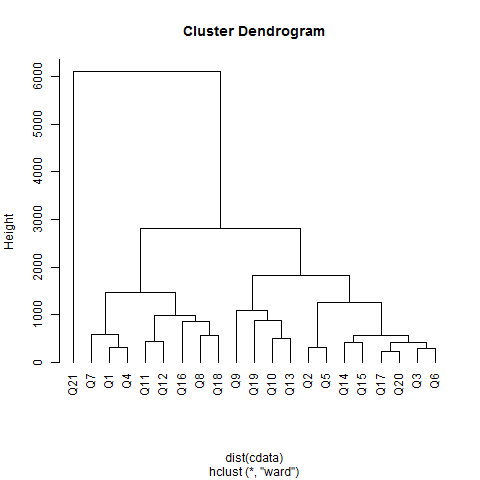 Cluster Dendrogram
Height
6000
5000
4000
3000
2000
1000
0
Q21 Q7 Q1 Q4 Q11 Q12 Q16 Q8 Q18 Q9 Q19 Q10 Q13 Q2 Q5 Q14 Q15 Q17 Q20 Q3 Q6
dist(cdata)
hclust (*, "ward")